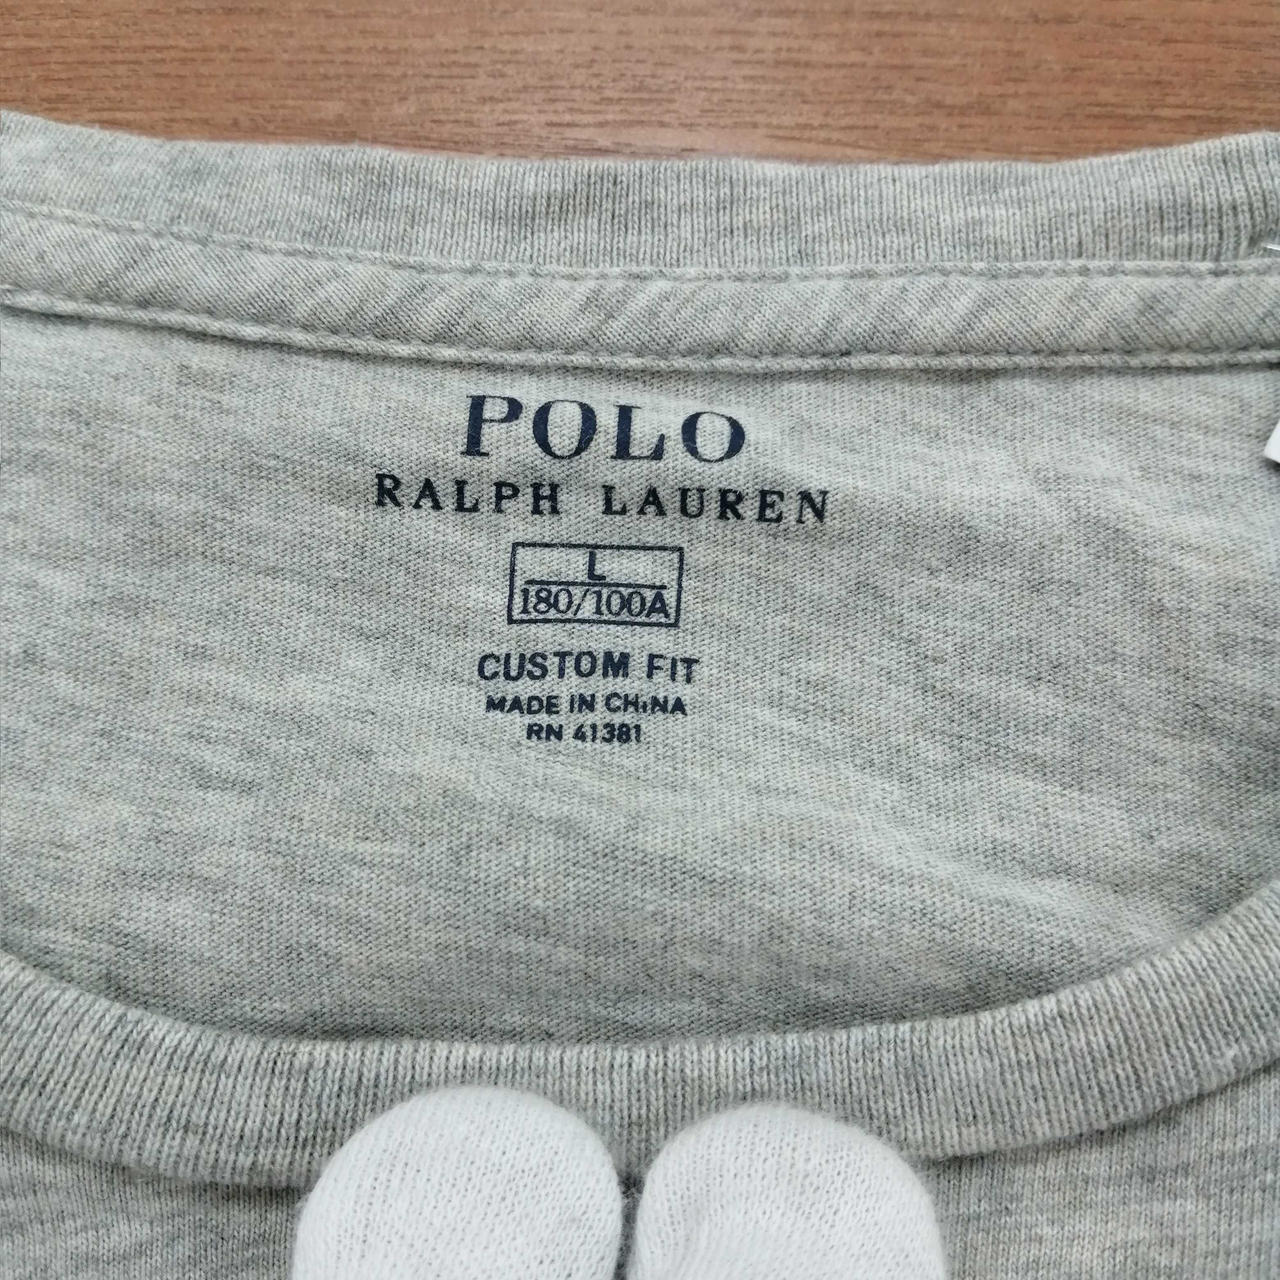 POLO
RALPH LAUREN
L
180/100A
CUSTOM FIT
MADE IN CHINA
RN 41381